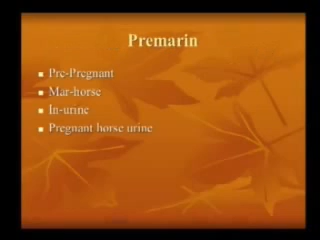 Premarin
Pre-Pregnant
Mar-horse
In-urine
Pregnant horse urine